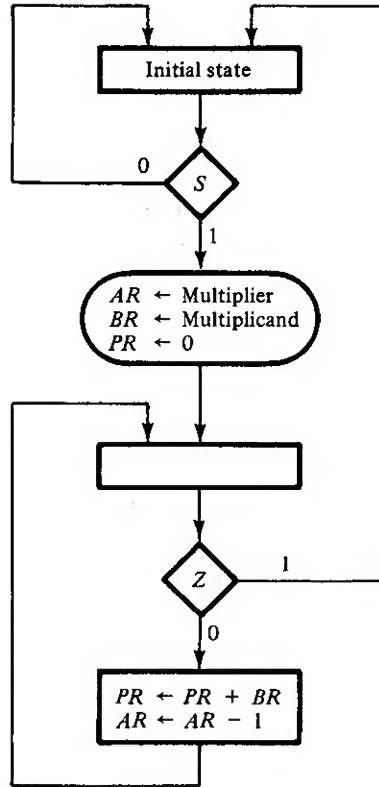 Initial state
0
S
1
AR ← Multiplier
BR ← Multiplicand
PR ← 0
Z
1
0
PR ← PR + BR
AR ← AR − 1